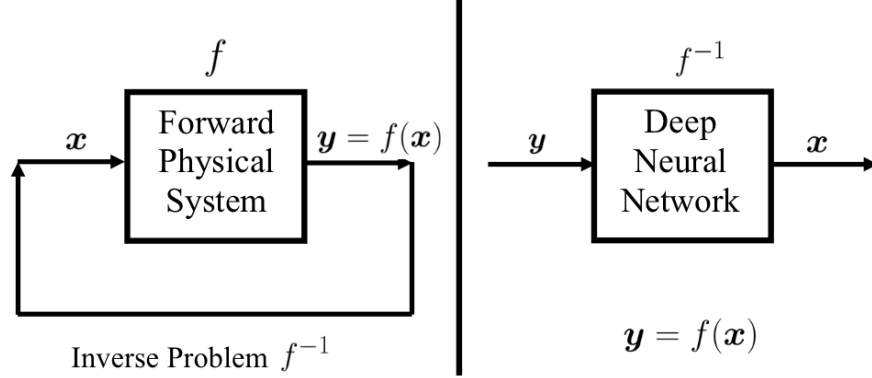 f
Forward
Physical
System
x
y = f(x)
Inverse Problem f⁻¹
f⁻¹
Deep
Neural
Network
y
x
y = f(x)